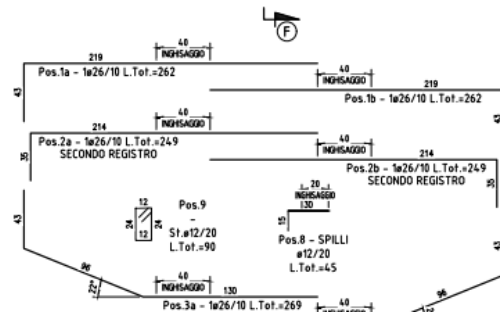 F
219
40
INGHISAGGIO
Pos.1a - 1ø26/10 L.Tot.=262
43
40
INGHISAGGIO
219
Pos.1b - 1ø26/10 L.Tot.=262
43
214
40
INGHISAGGIO
Pos.2a - 1ø26/10 L.Tot.=249
SECONDO REGISTRO
35
40
INGHISAGGIO
214
Pos.2b - 1ø26/10 L.Tot.=249
SECONDO REGISTRO
35
12
24
24
12
Pos.9
-
St.ø12/20
L.Tot.=90
20
INGHISAGGIO
30
15
Pos.8 - SPILLI
ø12/20
L.Tot.=45
43
43
96
22°
40
INGHISAGGIO
130
Pos.3a - 1ø26/10 L.Tot.=269
40
INGHISAGGIO
96